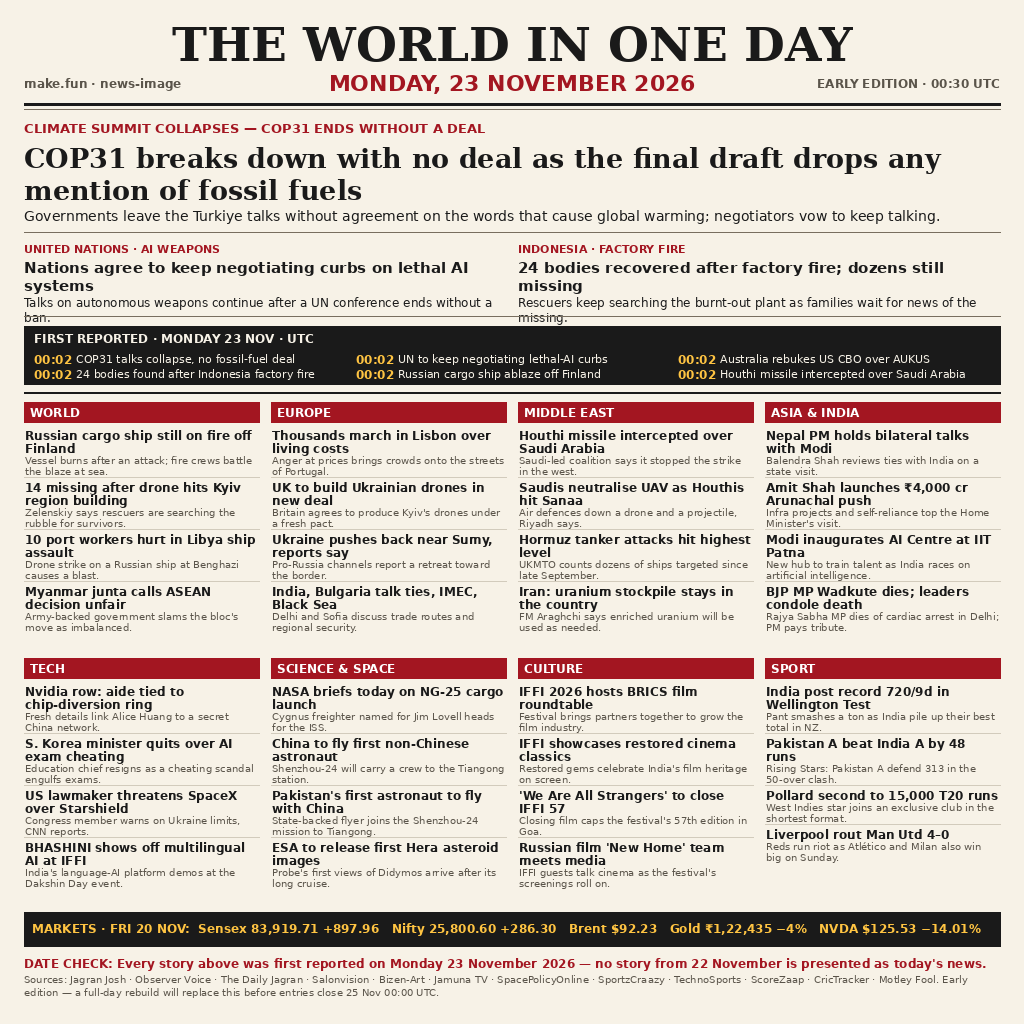 THE WORLD IN ONE DAY
make.fun · news-image
MONDAY, 23 NOVEMBER 2026
EARLY EDITION · 00:30 UTC
CLIMATE SUMMIT COLLAPSES — COP31 ENDS WITHOUT A DEAL
COP31 breaks down with no deal as the final draft drops any
mention of fossil fuels
Governments leave the Turkiye talks without agreement on the words that cause global warming; negotiators vow to keep talking.
UNITED NATIONS · AI WEAPONS
Nations agree to keep negotiating curbs on lethal AI
systems
Talks on autonomous weapons continue after a UN conference ends without a
ban.
INDONESIA · FACTORY FIRE
24 bodies recovered after factory fire; dozens still
missing
Rescuers keep searching the burnt-out plant as families wait for news of the
missing.
FIRST REPORTED · MONDAY 23 NOV · UTC
00:02 COP31 talks collapse, no fossil-fuel deal
00:02 UN to keep negotiating lethal-AI curbs
00:02 Australia rebukes US CBO over AUKUS
00:02 24 bodies found after Indonesia factory fire
00:02 Russian cargo ship ablaze off Finland
00:02 Houthi missile intercepted over Saudi Arabia
WORLD
Russian cargo ship still on fire off
Finland
Vessel burns after an attack; fire crews battle
the blaze at sea.
14 missing after drone hits Kyiv
region building
Zelenskiy says rescuers are searching the
rubble for survivors.
10 port workers hurt in Libya ship
assault
Drone strike on a Russian ship at Benghazi
causes a blast.
Myanmar junta calls ASEAN
decision unfair
Army-backed government slams the bloc's
move as imbalanced.
EUROPE
Thousands march in Lisbon over
living costs
Anger at prices brings crowds onto the streets
of Portugal.
UK to build Ukrainian drones in
new deal
Britain agrees to produce Kyiv's drones under
a fresh pact.
Ukraine pushes back near Sumy,
reports say
Pro-Russia channels report a retreat toward
the border.
India, Bulgaria talk ties, IMEC,
Black Sea
Delhi and Sofia discuss trade routes and
regional security.
MIDDLE EAST
Houthi missile intercepted over
Saudi Arabia
Saudi-led coalition says it stopped the strike
in the west.
Saudis neutralise UAV as Houthis
hit Sanaa
Air defences down a drone and a projectile,
Riyadh says.
Hormuz tanker attacks hit highest
level
UKMTO counts dozens of ships targeted since
late September.
Iran: uranium stockpile stays in
the country
FM Araghchi says enriched uranium will be
used as needed.
ASIA & INDIA
Nepal PM holds bilateral talks
with Modi
Balendra Shah reviews ties with India on a
state visit.
Amit Shah launches ₹4,000 cr
Arunachal push
Infra projects and self-reliance top the Home
Minister's visit.
Modi inaugurates AI Centre at IIT
Patna
New hub to train talent as India races on
artificial intelligence.
BJP MP Wadkute dies; leaders
condole death
Rajya Sabha MP dies of cardiac arrest in Delhi;
PM pays tribute.
TECH
Nvidia row: aide tied to
chip-diversion ring
Fresh details link Alice Huang to a secret
China network.
S. Korea minister quits over AI
exam cheating
Education chief resigns as a cheating scandal
engulfs exams.
US lawmaker threatens SpaceX
over Starshield
Congress member warns on Ukraine limits,
CNN reports.
BHASHINI shows off multilingual
AI at IFFI
India's language-AI platform demos at the
Dakshin Day event.
SCIENCE & SPACE
NASA briefs today on NG-25 cargo
launch
Cygnus freighter named for Jim Lovell heads
for the ISS.
China to fly first non-Chinese
astronaut
Shenzhou-24 will carry a crew to the Tiangong
station.
Pakistan's first astronaut to fly
with China
State-backed flyer joins the Shenzhou-24
mission to Tiangong.
ESA to release first Hera asteroid
images
Probe's first views of Didymos arrive after its
long cruise.
CULTURE
IFFI 2026 hosts BRICS film
roundtable
Festival brings partners together to grow the
film industry.
IFFI showcases restored cinema
classics
Restored gems celebrate India's film heritage
on screen.
'We Are All Strangers' to close
IFFI 57
Closing film caps the festival's 57th edition in
Goa.
Russian film 'New Home' team
meets media
IFFI guests talk cinema as the festival's
screenings roll on.
SPORT
India post record 720/9d in
Wellington Test
Pant smashes a ton as India pile up their best
total in NZ.
Pakistan A beat India A by 48
runs
Rising Stars: Pakistan A defend 313 in the
50-over clash.
Pollard second to 15,000 T20 runs
West Indies star joins an exclusive club in the
shortest format.
Liverpool rout Man Utd 4–0
Reds run riot as Atlético and Milan also win
big on Sunday.
MARKETS · FRI 20 NOV: Sensex 83,919.71 +897.96 Nifty 25,800.60 +286.30 Brent $92.23 Gold ₹1,22,435 −4% NVDA $125.53 −14.01%
DATE CHECK: Every story above was first reported on Monday 23 November 2026 — no story from 22 November is presented as today's news.
Sources: Jagran Josh · Observer Voice · The Daily Jagran · Salonvision · Bizen-Art · Jamuna TV · SpacePolicyOnline · SportzCraazy · TechnoSports · ScoreZaap · CricTracker · Motley Fool. Early
edition — a full-day rebuild will replace this before entries close 25 Nov 00:00 UTC.